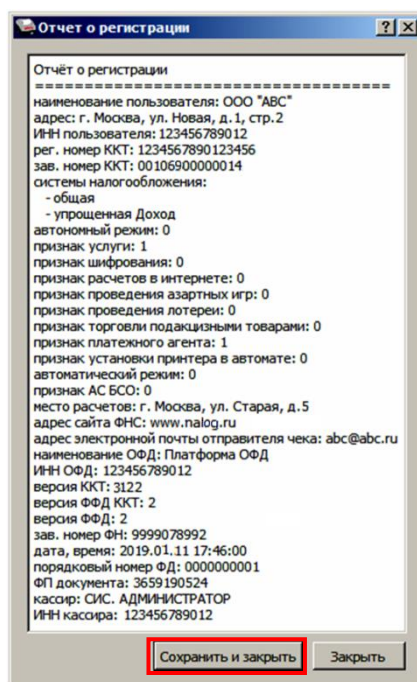 Отчет о регистрации
Отчёт о регистрации
====================================
наименование пользователя: ООО "АВС"
адрес: г. Москва, ул. Новая, д.1, стр.2
ИНН пользователя: 123456789012
рег. номер ККТ: 1234567890123456
зав. номер ККТ: 00106900000014
системы налогообложения:
- общая
- упрощенная Доход
автономный режим: 0
признак услуги: 1
признак шифрования: 0
признак расчетов в интернете: 0
признак проведения азартных игр: 0
признак проведения лотереи: 0
признак торговли подакцизными товарами: 0
признак платежного агента: 1
признак установки принтера в автомате: 0
автоматический режим: 0
признак АС БСО: 0
место расчетов: г. Москва, ул. Старая, д.5
адрес сайта ФНС: www.nalog.ru
адрес электронной почты отправителя чека: abc@abc.ru
наименование ОФД: Платформа ОФД
ИНН ОФД: 123456789012
версия ККТ: 3122
версия ФФД ККТ: 2
версия ФФД: 2
зав. номер ФН: 9999078992
дата, время: 2019.01.11 17:46:00
порядковый номер ФД: 0000000001
ФП документа: 3659190524
кассир: СИС. АДМИНИСТРАТОР
ИНН кассира: 123456789012
Сохранить и закрыть Закрыть